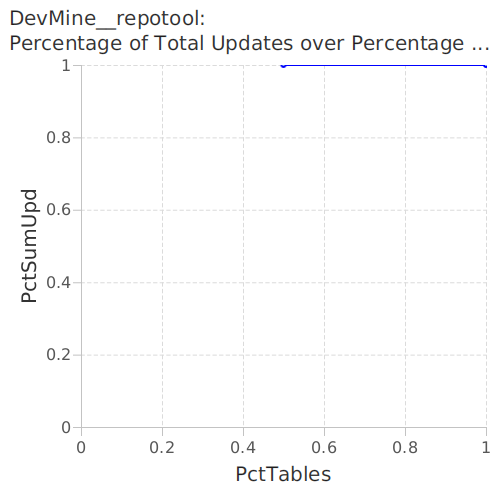 DevMine__repotool:
Percentage of Total Updates over Percentage ...
1
0.8
0.6
0.4
0.2
0
PctSumUpd
0 0.2 0.4 0.6 0.8 1
PctTables